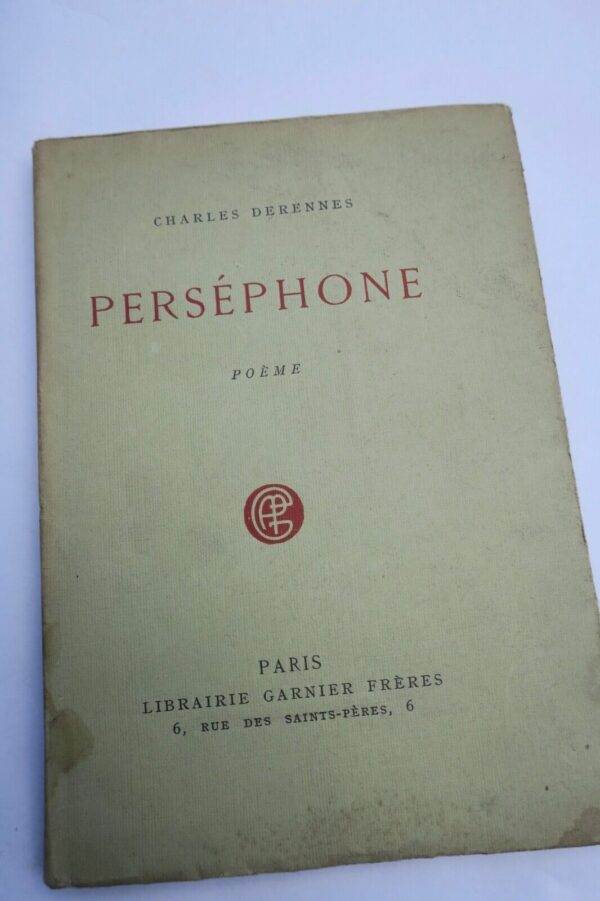 CHARLES DERENNES
PERSÉPHONE
POÈME
PARIS
LIBRAIRIE GARNIER FRÈRES
6, RUE DES SAINTS-PÈRES, 6